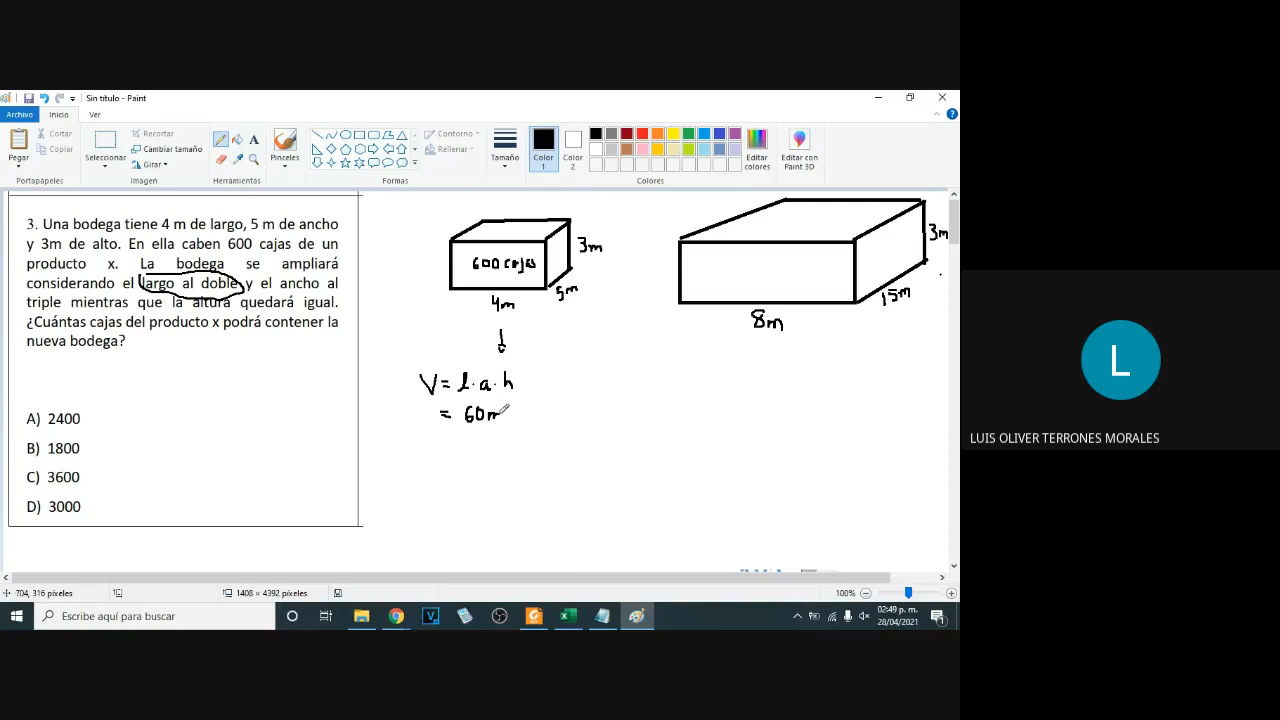 Sin título - Paint
Archivo
Inicio
Ver
Pegar
Cortar
Copiar
Portapapeles
Seleccionar
Recortar
Cambiar tamaño
Girar
Imagen
A
Herramientas
Pinceles
Contorno
Rellenar
Formas
Tamaño
Color
1
Color
2
Colores
Editar
colores
Editar con
Paint 3D
3. Una bodega tiene 4 m de largo, 5 m de ancho
y 3m de alto. En ella caben 600 cajas de un
producto x. La bodega se ampliará
considerando el largo al doble y el ancho al
triple mientras que la altura quedará igual.
¿Cuántas cajas del producto x podrá contener la
nueva bodega?
A) 2400
B) 1800
C) 3600
D) 3000
600 cajas
3m
5m
4m
V = l . a . h
= 60m
3m
15m
8m
L
LUIS OLIVER TERRONES MORALES
704, 316 píxeles
1408 × 4392 píxeles
100%
Escribe aquí para buscar
02:49 p. m.
28/04/2021
1